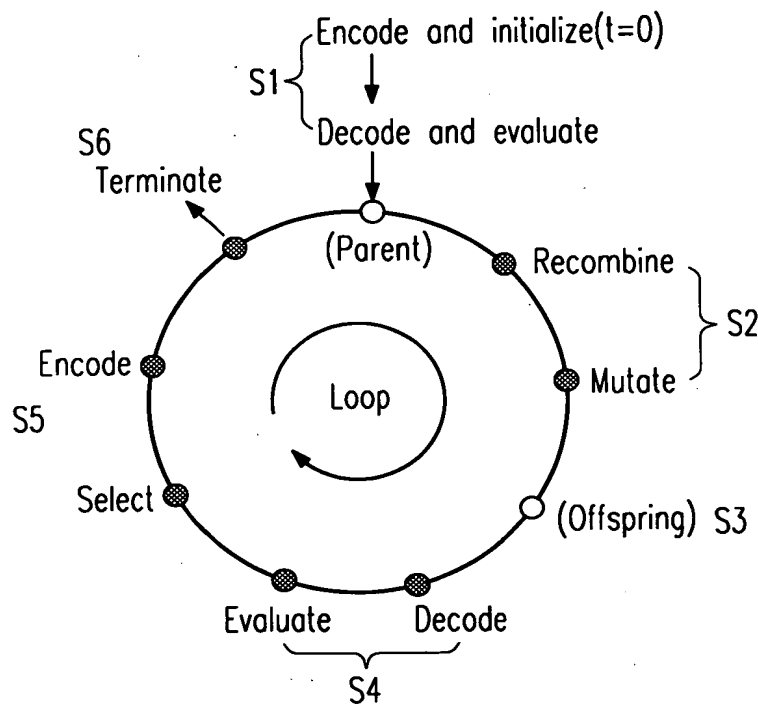 Encode and initialize(t=0)
S1
Decode and evaluate
S6
Terminate
(Parent)
Recombine
S2
Encode
Loop
Mutate
S5
Select
(Offspring) S3
Evaluate
Decode
S4